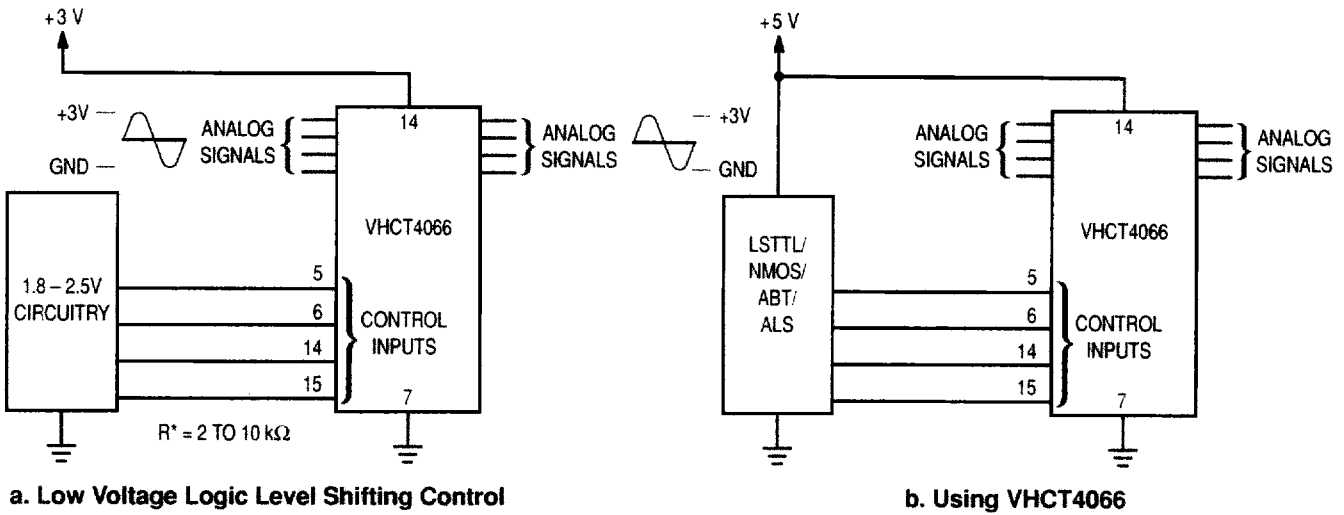 +3 V
+3V
GND
ANALOG
SIGNALS
14
ANALOG
SIGNALS
VHCT4066
1.8 – 2.5V
CIRCUITRY
5
6
14
15
CONTROL
INPUTS
7
R* = 2 TO 10 kΩ
a. Low Voltage Logic Level Shifting Control
+5 V
+3V
GND
ANALOG
SIGNALS
14
ANALOG
SIGNALS
VHCT4066
LSTTL/
NMOS/
ABT/
ALS
5
6
14
15
CONTROL
INPUTS
7
b. Using VHCT4066